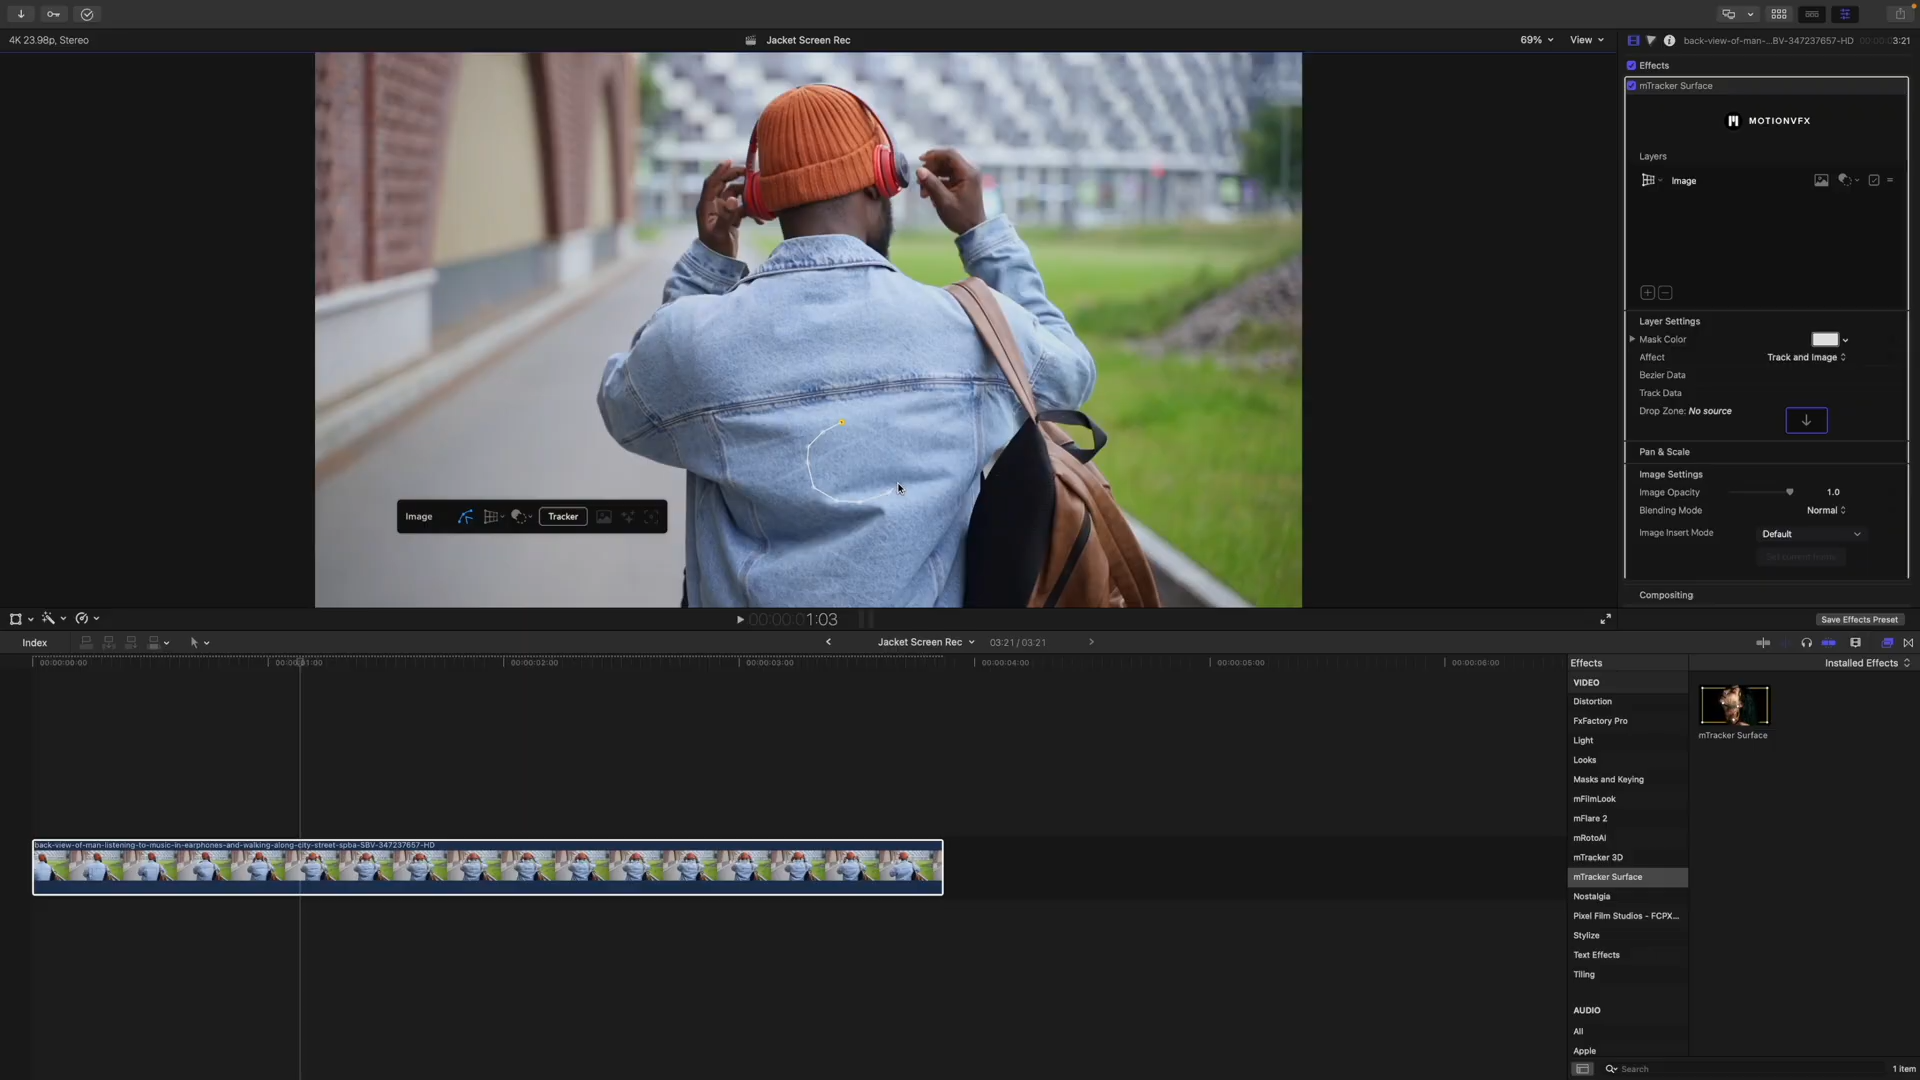 4K 23.98p, Stereo
Jacket Screen Rec
69%
View
back-view-of-man-...BV-347237657-HD
3:21
Effects
mTracker Surface
MOTIONVFX
Layers
Image
Layer Settings
Mask Color
Affect
Track and Image
Bezier Data
Track Data
Drop Zone: No source
Pan & Scale
Image Settings
Image Opacity
1.0
Blending Mode
Normal
Image Insert Mode
Default
Compositing
Image
Tracker
00:00:00:01:03
Save Effects Preset
Index
Jacket Screen Rec
03:21 / 03:21
00:00:00:00
00:00:01:00
00:00:02:00
00:00:03:00
00:00:04:00
00:00:05:00
00:00:06:00
back-view-of-man-listening-to-music-in-earphones-and-walking-along-city-street-spba-SBV-347237657-HD
Effects
Installed Effects
VIDEO
Distortion
FxFactory Pro
Light
Looks
Masks and Keying
mFilmLook
mFlare 2
mRotoAI
mTracker 3D
mTracker Surface
Nostalgia
Pixel Film Studios - FCPX...
Stylize
Text Effects
Tiling
AUDIO
All
Apple
mTracker Surface
Search
1 item